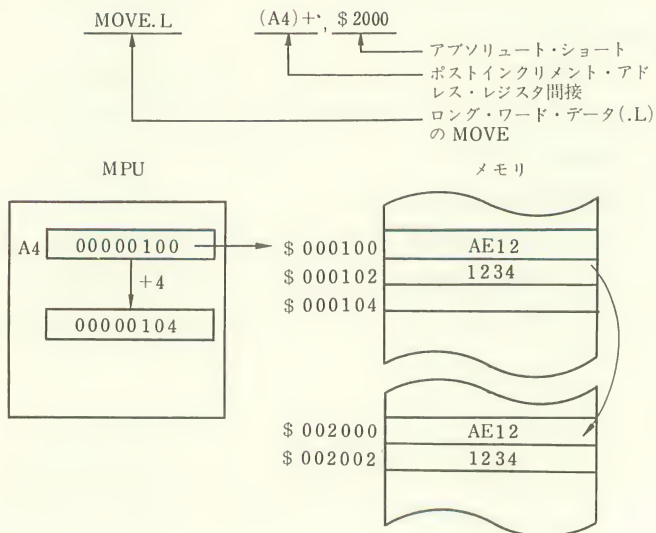 MOVE.L (A4)+, $2000
アブソリュート・ショート
ポストインクリメント・アド
レス・レジスタ間接
ロング・ワード・データ(.L)
の MOVE
MPU
メモリ
A4 00000100
+4
00000104
$000100 AE12
$000102 1234
$000104
$002000 AE12
$002002 1234